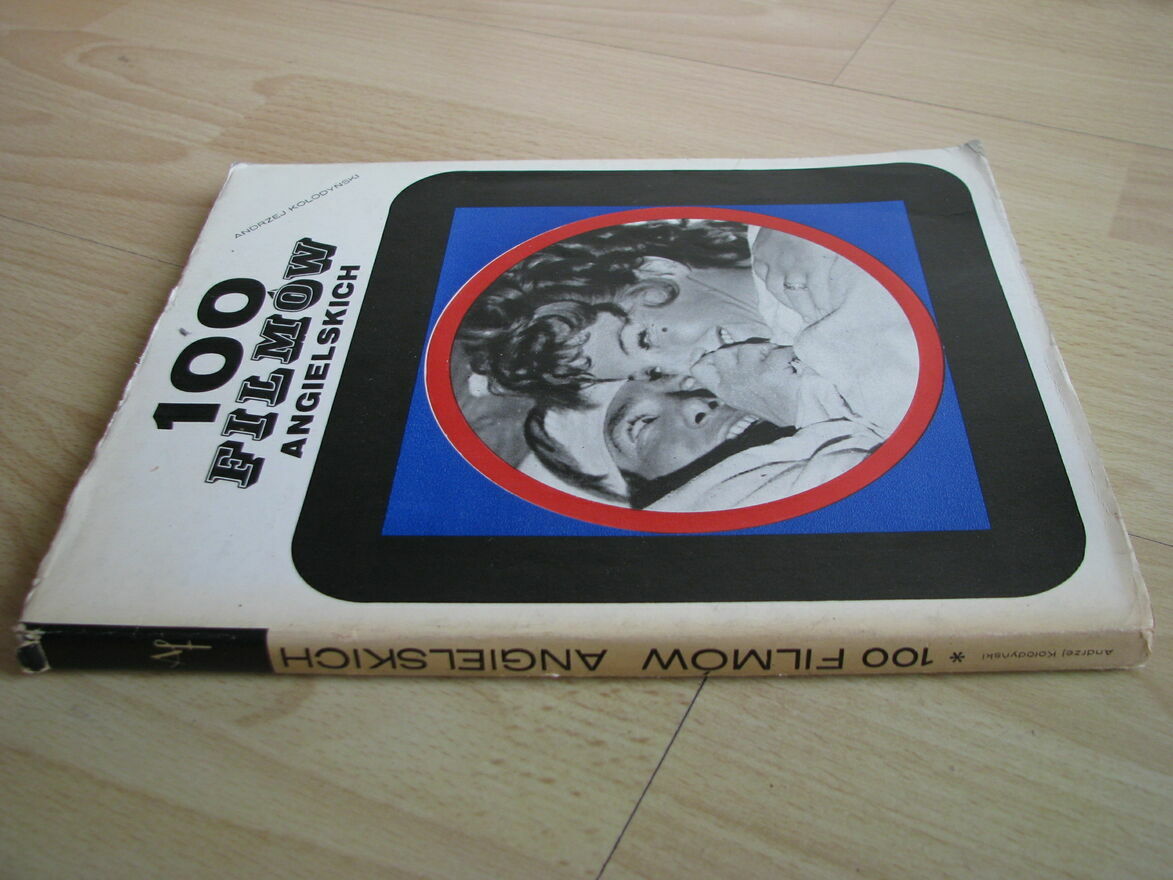 ANDRZEJ KOŁODYŃSKI
100
FILMÓW
ANGIELSKICH
Andrzej Kołodyński * 100 FILMÓW ANGIELSKICH